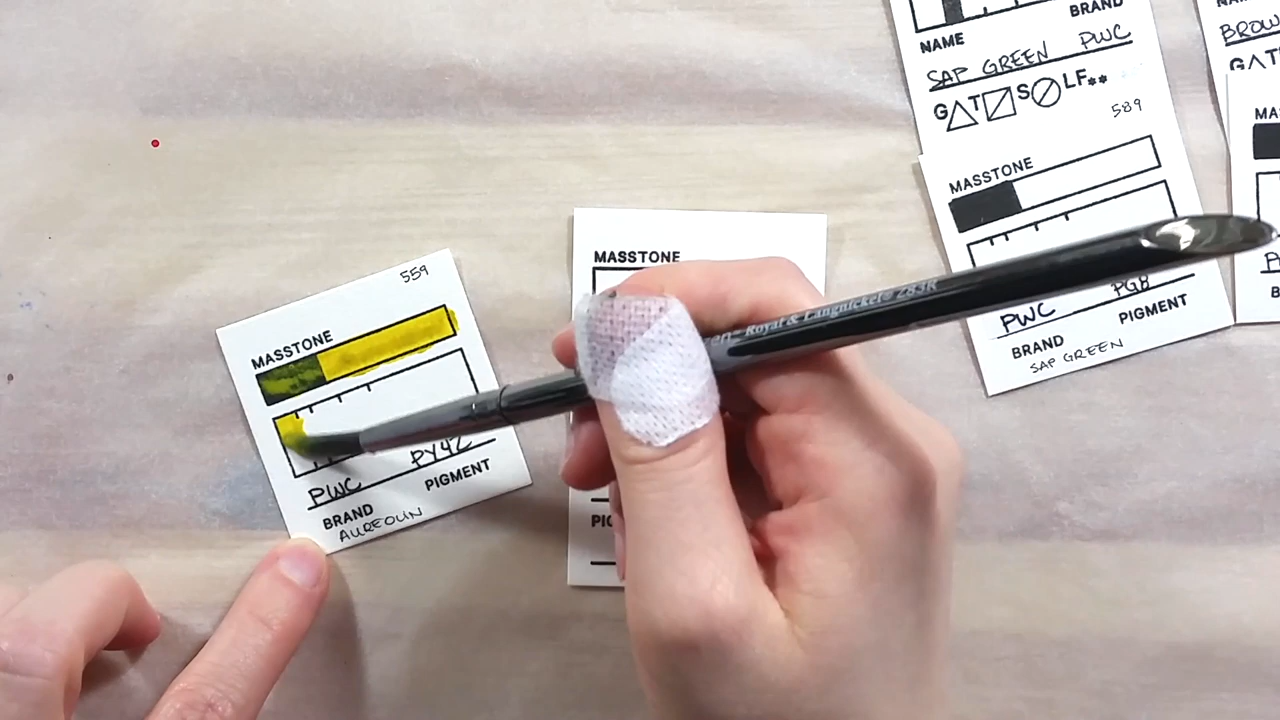 559
MASSTONE
PWC PY42
BRAND PIGMENT
AUREOLIN
MASSTONE
Royal & Langnickel® Z83R
BRAND
NAME
SAP GREEN PWC
G T S LF**
589
MASSTONE
PWC PG8
BRAND PIGMENT
SAP GREEN